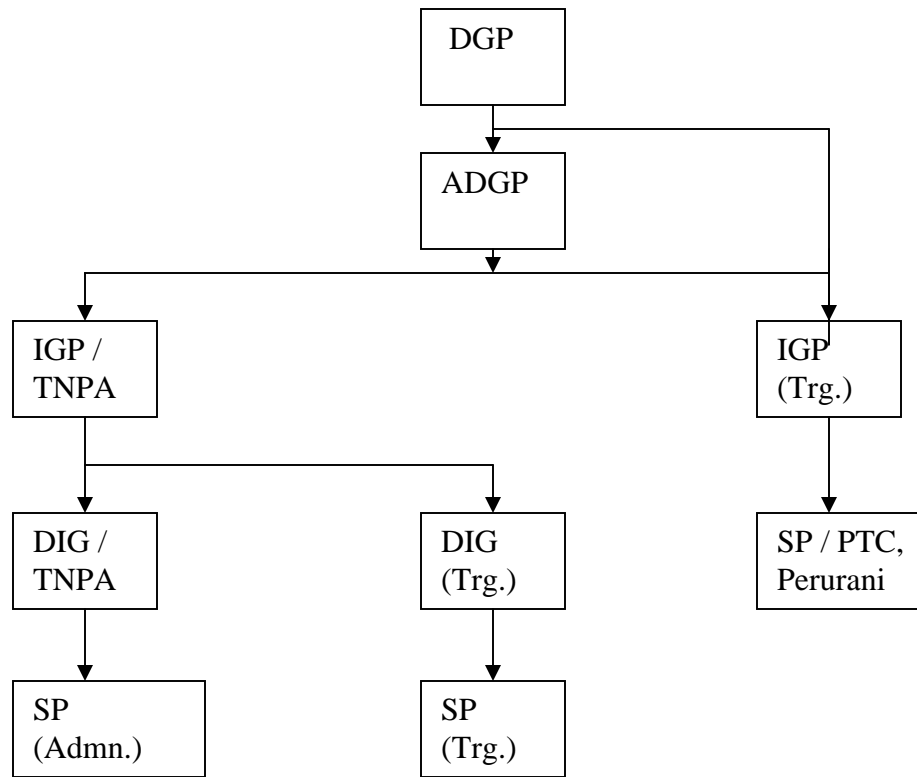 DGP
ADGP
IGP /
TNPA
IGP
(Trg.)
DIG /
TNPA
DIG
(Trg.)
SP / PTC,
Perurani
SP
(Admn.)
SP
(Trg.)